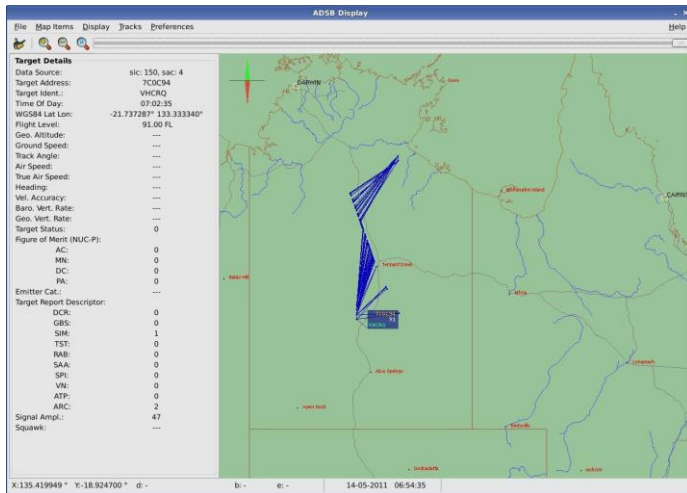 ADSB Display
File Map Items Display Tracks Preferences Help
Target Details
Data Source: sic: 150, sac: 4
Target Address: 7C0C94
Target Ident.: VHCRQ
Time Of Day: 07:02:35
WGS84 Lat Lon: -21.737287° 133.333340°
Flight Level: 91.00 FL
Geo. Altitude: ---
Ground Speed: ---
Track Angle: ---
Air Speed: ---
True Air Speed: ---
Heading: ---
Vel. Accuracy: ---
Baro. Vert. Rate: ---
Geo. Vert. Rate: ---
Target Status: 0
Figure of Merit (NUC-P):
AC: 0
MN: 0
DC: 0
PA: 0
Emitter Cat.: ---
Target Report Descriptor:
DCR: 0
GBS: 0
SIM: 1
TST: 0
RAB: 0
SAA: 0
SPI: 0
VN: 0
ATP: 0
ARC: 2
Signal Ampl.: 47
Squawk: ---
DARWIN
CAIRNS
Alice Springs
Ayers Rock
Birdsville
Oodnadatta
91
VHCRQ
X:135.419949 ° Y:-18.924700 ° d: - b: - e: - 14-05-2011 06:54:35